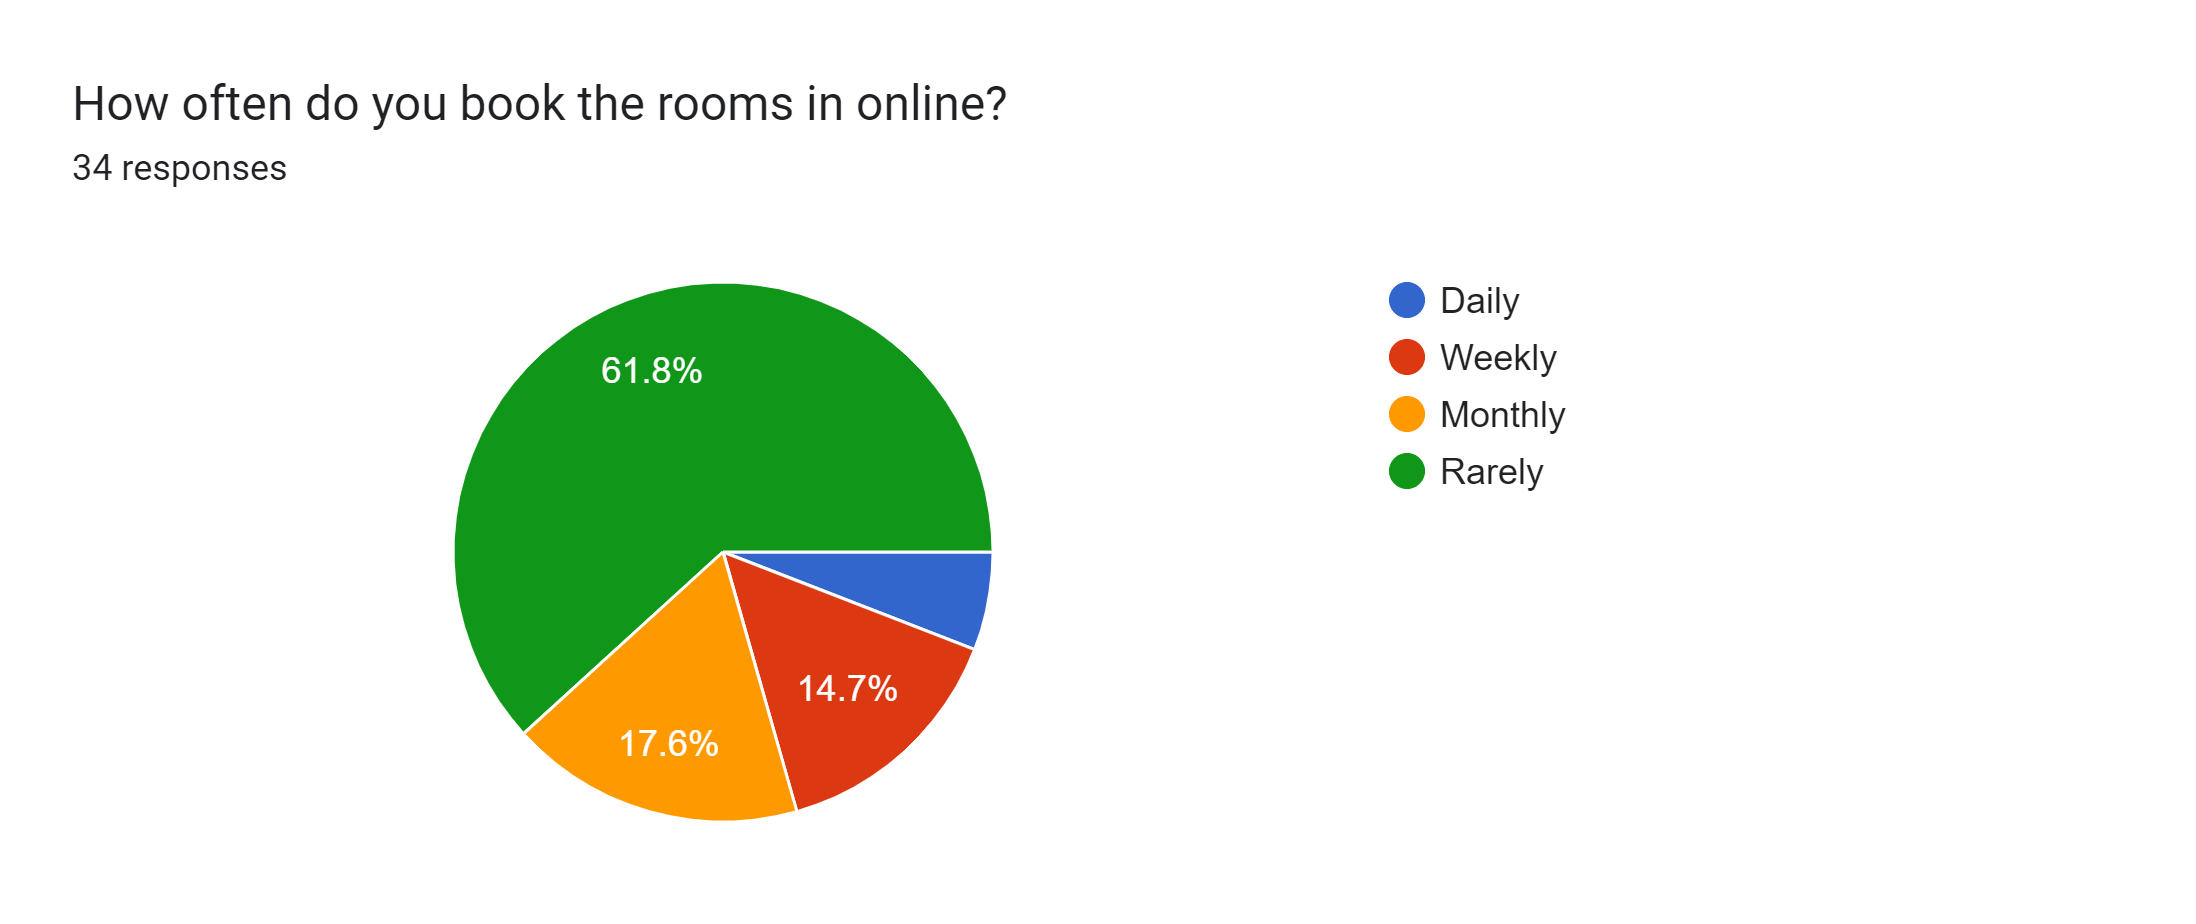 How often do you book the rooms in online?
34 responses
61.8%
14.7%
17.6%
Daily
Weekly
Monthly
Rarely